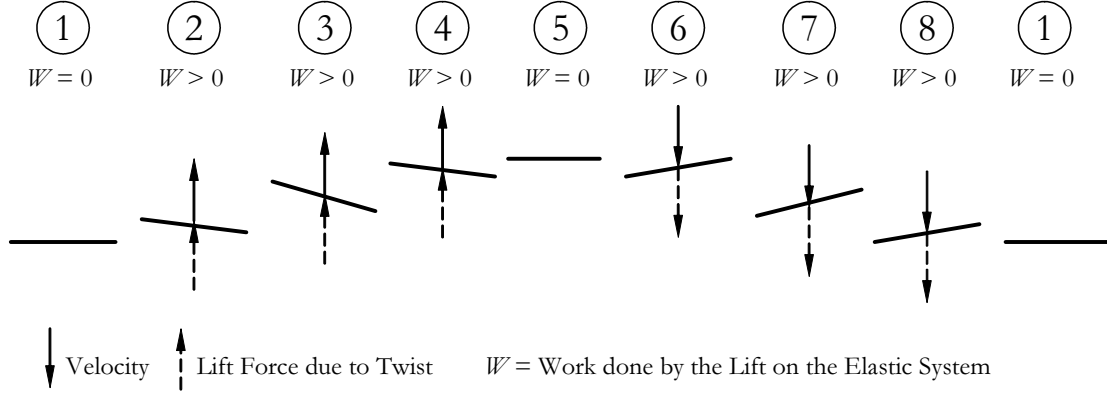 1 2 3 4 5 6 7 8 1
W = 0 W > 0 W > 0 W > 0 W = 0 W > 0 W > 0 W > 0 W = 0
Velocity Lift Force due to Twist W = Work done by the Lift on the Elastic System